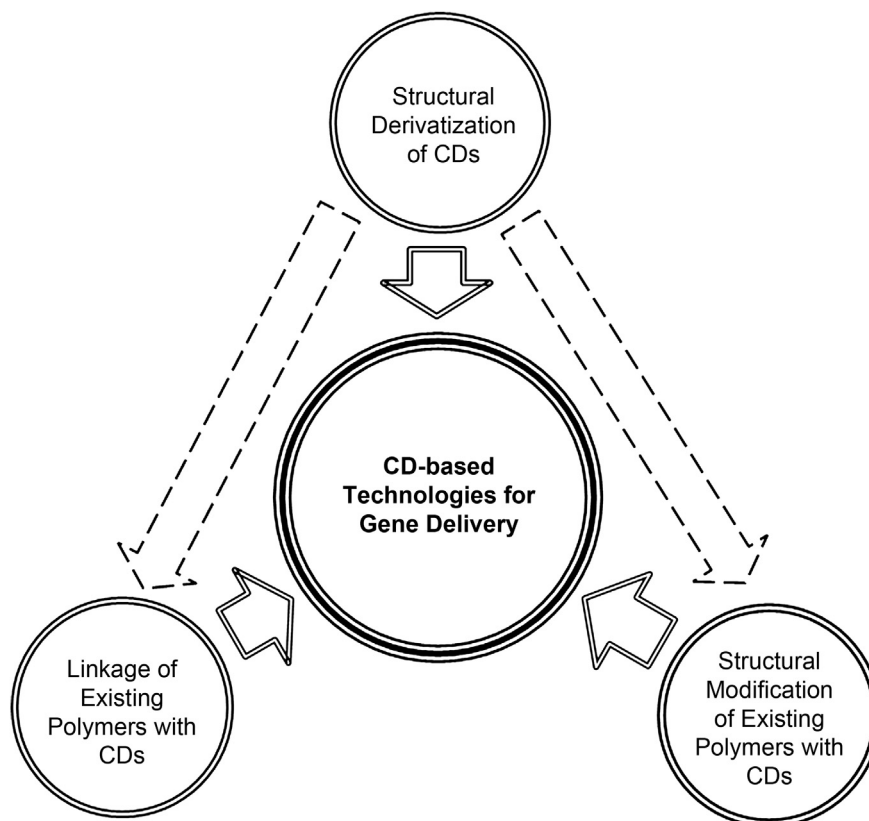 Structural
Derivatization
of CDs
CD-based
Technologies for
Gene Delivery
Linkage of
Existing
Polymers with
CDs
Structural
Modification
of Existing
Polymers with
CDs